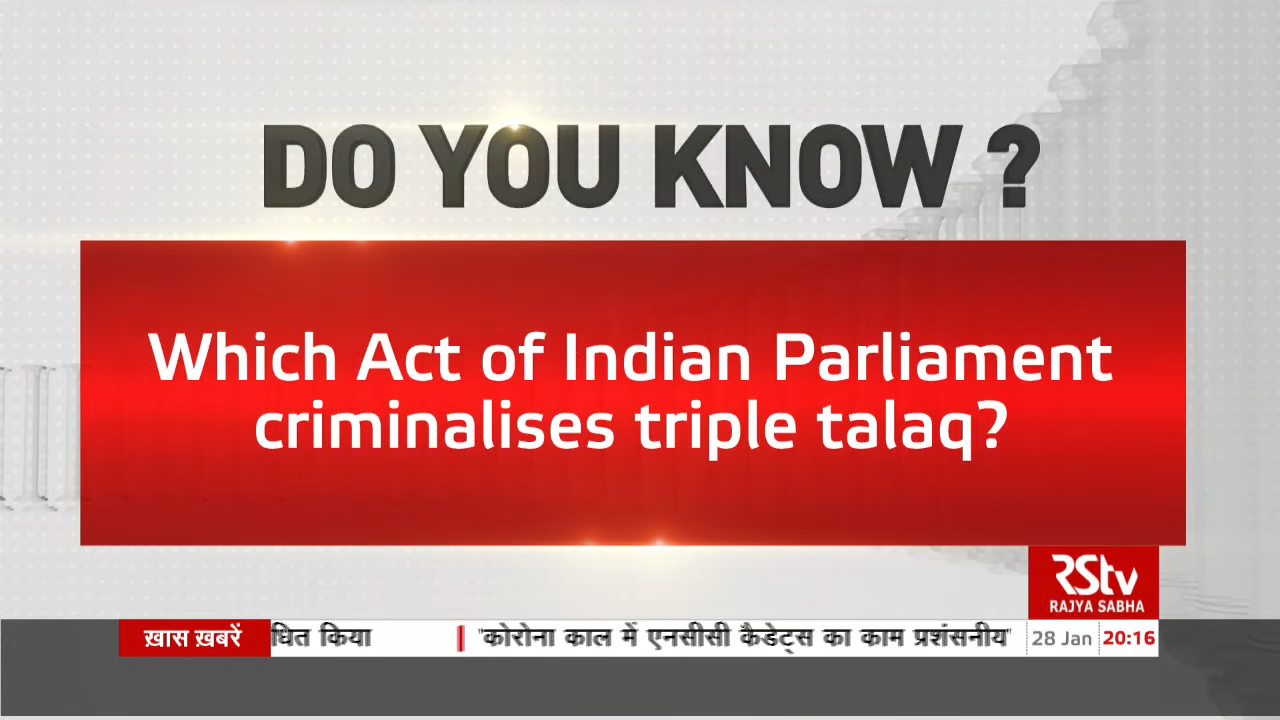 DO YOU KNOW ?
Which Act of Indian Parliament
criminalises triple talaq?
RStv
RAJYA SABHA
ख़ास ख़बरें
धित किया | "कोरोना काल में एनसीसी कैडेट्स का काम प्रशंसनीय"
28 Jan 20:16